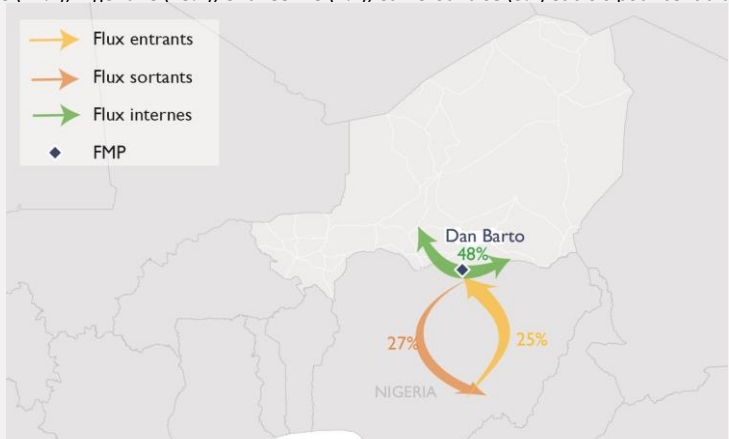 Flux entrants
Flux sortants
Flux internes
FMP
Dan Barto
48%
27%
25%
NIGERIA